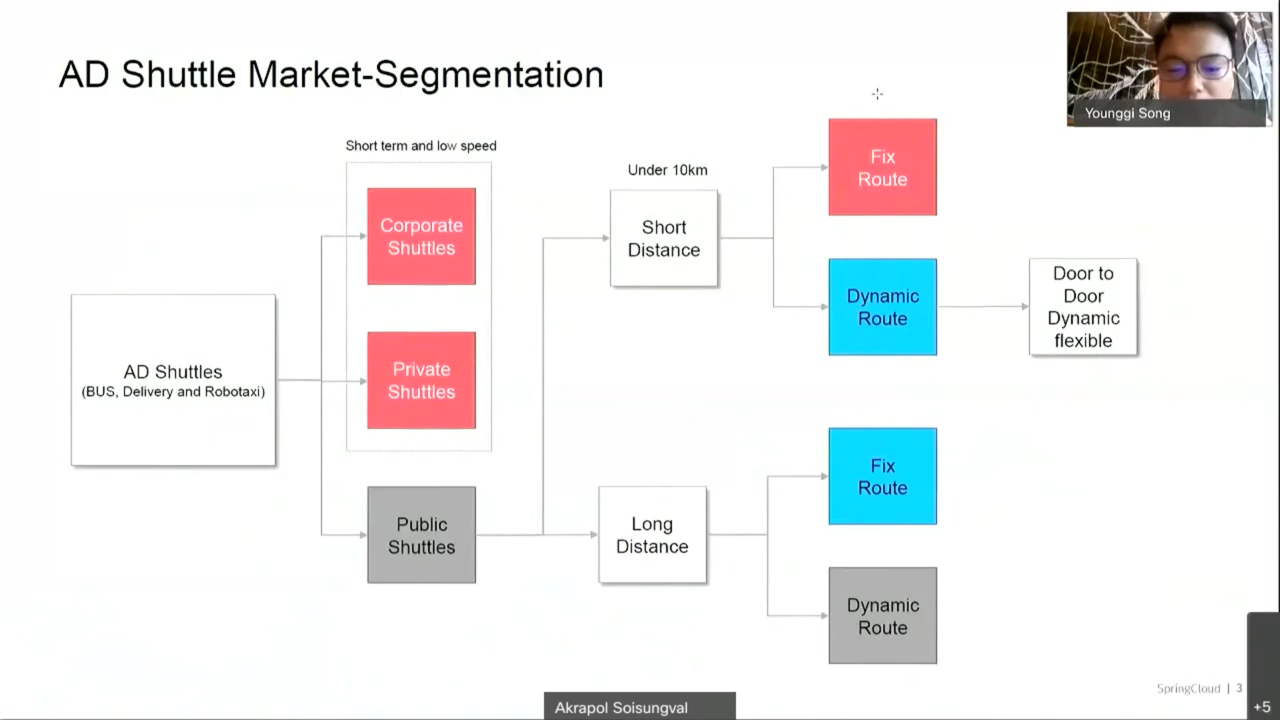 AD Shuttle Market-Segmentation
Younggi Song
Short term and low speed
Corporate
Shuttles
Private
Shuttles
AD Shuttles
(BUS, Delivery and Robotaxi)
Public
Shuttles
Under 10km
Short
Distance
Long
Distance
Fix
Route
Dynamic
Route
Door to
Door
Dynamic
flexible
Fix
Route
Dynamic
Route
SpringCloud | 3
Akrapol Soisungval
+5